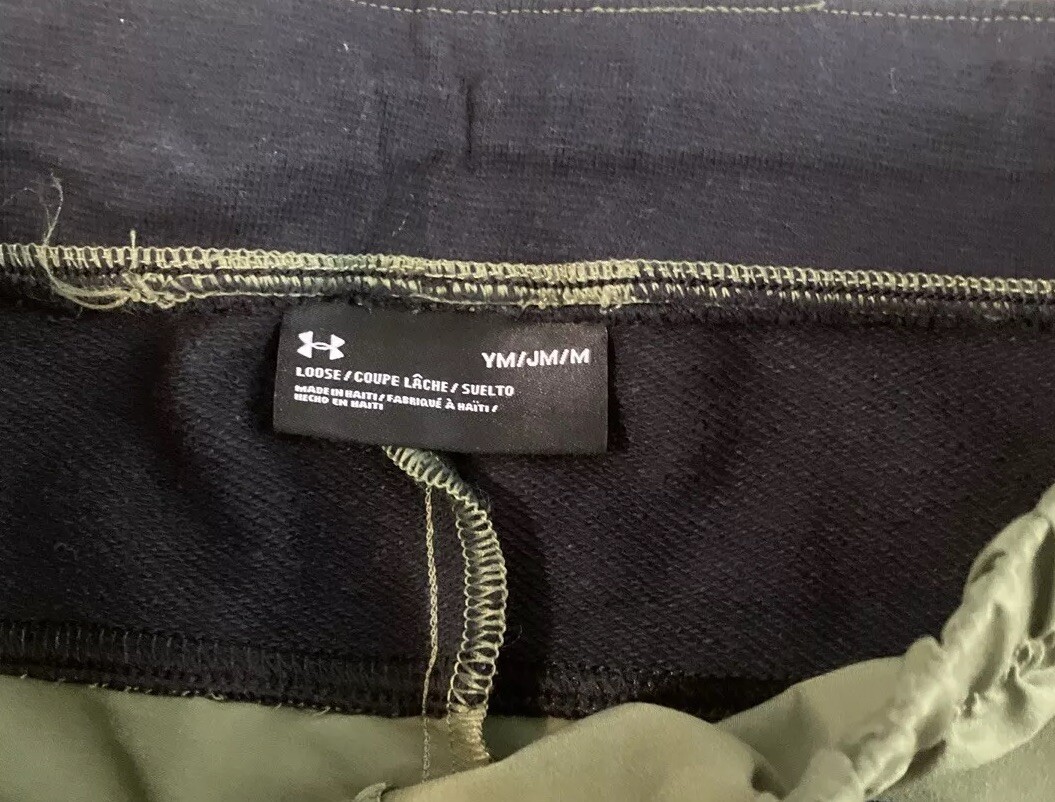 YM/JM/M
LOOSE / COUPE LÂCHE / SUELTO
MADE IN HAITI / FABRIQUÉ À HAÏTI /
HECHO EN HAITI